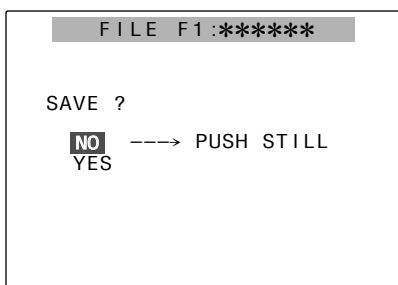 FILE F1:******
SAVE ?
NO ---→ PUSH STILL
YES